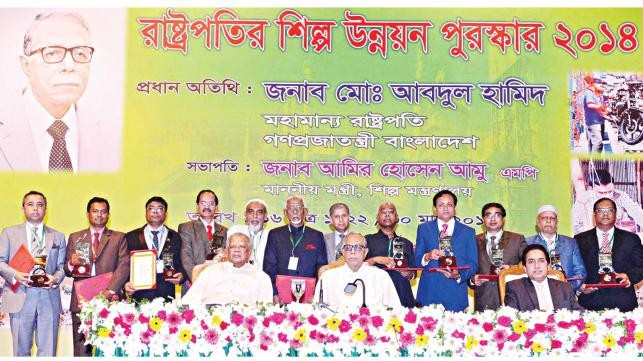 রাষ্ট্রপতির শিল্প উন্নয়ন পুরস্কার ২০১৪
প্রধান অতিথি : জনাব মোঃ আবদুল হামিদ
মহামান্য রাষ্ট্রপতি
গণপ্রজাতন্ত্রী বাংলাদেশ
সভাপতি : জনাব আমির হোসেন আমু এমপি
মাননীয় মন্ত্রী, শিল্প মন্ত্রণালয়